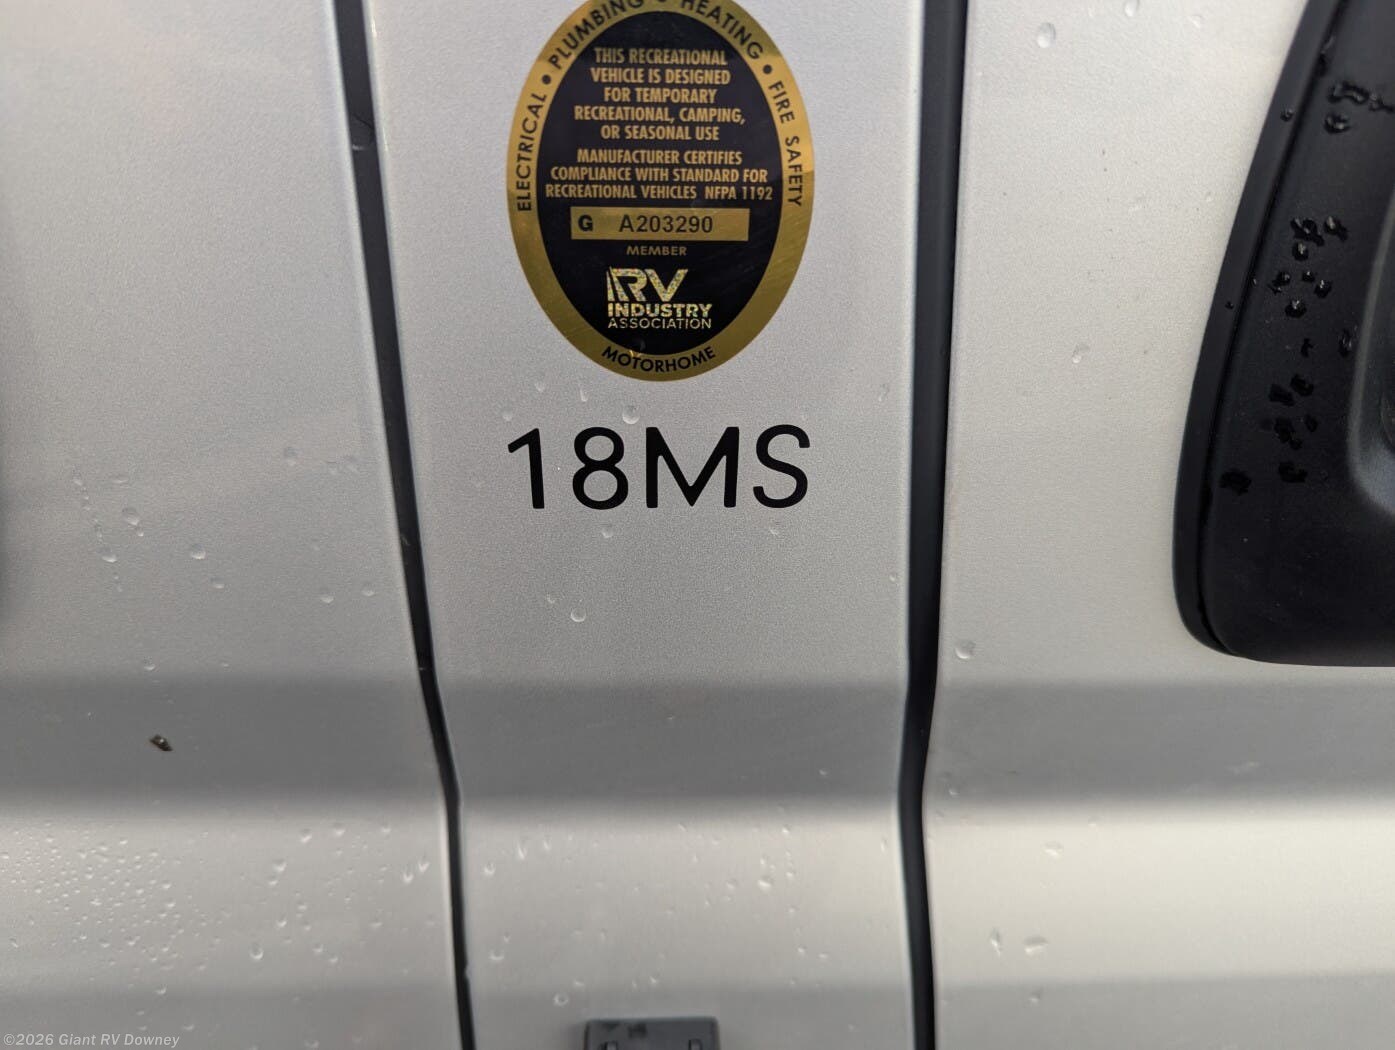 ELECTRICAL • PLUMBING • HEATING • FIRE SAFETY
THIS RECREATIONAL
VEHICLE IS DESIGNED
FOR TEMPORARY
RECREATIONAL, CAMPING,
OR SEASONAL USE
MANUFACTURER CERTIFIES
COMPLIANCE WITH STANDARD FOR
RECREATIONAL VEHICLES NFPA 1192
G A203290
MEMBER
RV
INDUSTRY
ASSOCIATION
MOTORHOME
18MS
©2026 Giant RV Downey